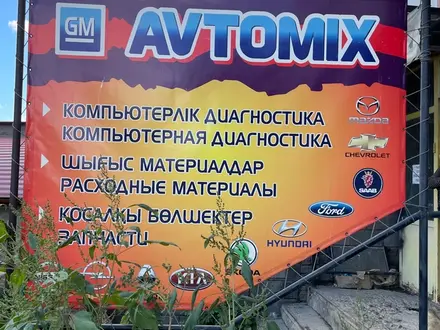 GM AVTOMIX
КОМПЬЮТЕРЛІК ДИАГНОСТИКА
КОМПЬЮТЕРНАЯ ДИАГНОСТИКА
ШЫҒЫС МАТЕРИАЛДАР
РАСХОДНЫЕ МАТЕРИАЛЫ
ҚОСАЛҚЫ БӨЛШЕКТЕР
ЗАПЧАСТИ
mazda
CHEVROLET
SAAB
Ford
HYUNDAI
KIA